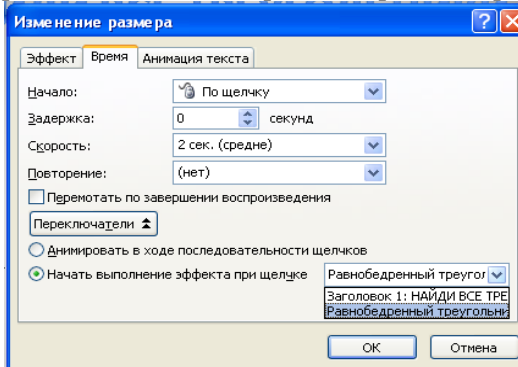 Изменение размера
Эффект Время Анимация текста
Начало: По щелчку
Задержка: 0 секунд
Скорость: 2 сек. (средне)
Повторение: (нет)
Перемотать по завершении воспроизведения
Переключатели
Анимировать в ходе последовательности щелчков
Начать выполнение эффекта при щелчке Равнобедренный треугол
Заголовок 1: НАЙДИ ВСЕ ТРЕ
Равнобедренный треугольни
ОК Отмена